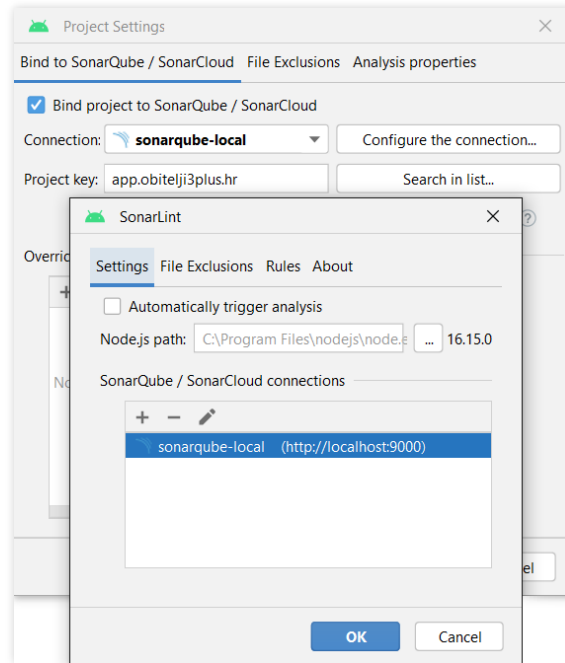 Project Settings
Bind to SonarQube / SonarCloud File Exclusions Analysis properties
Bind project to SonarQube / SonarCloud
Connection: sonarqube-local Configure the connection...
Project key: app.obitelji3plus.hr Search in list...
SonarLint
Settings File Exclusions Rules About
Automatically trigger analysis
Node.js path: C:\Program Files\nodejs\node.e ... 16.15.0
SonarQube / SonarCloud connections
sonarqube-local (http://localhost:9000)
OK Cancel